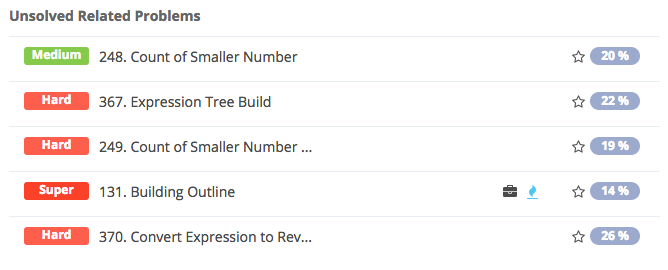 Unsolved Related Problems
Medium 248. Count of Smaller Number 20 %
Hard 367. Expression Tree Build 22 %
Hard 249. Count of Smaller Number ... 19 %
Super 131. Building Outline 14 %
Hard 370. Convert Expression to Rev... 26 %